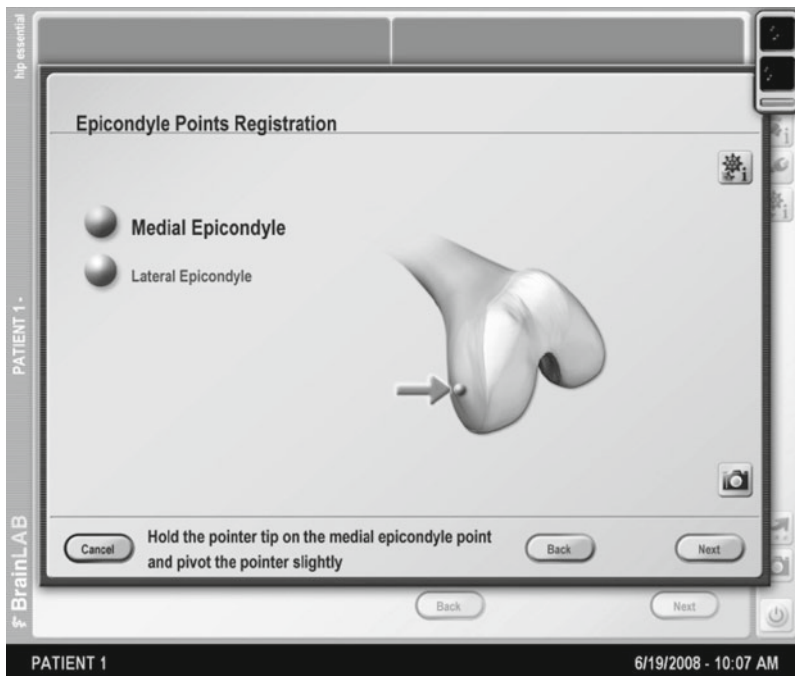 hip essential
Epicondyle Points Registration
Medial Epicondyle
Lateral Epicondyle
PATIENT 1 -
BrainLAB
Cancel
Hold the pointer tip on the medial epicondyle point
and pivot the pointer slightly
Back
Next
Back
Next
PATIENT 1
6/19/2008 - 10:07 AM